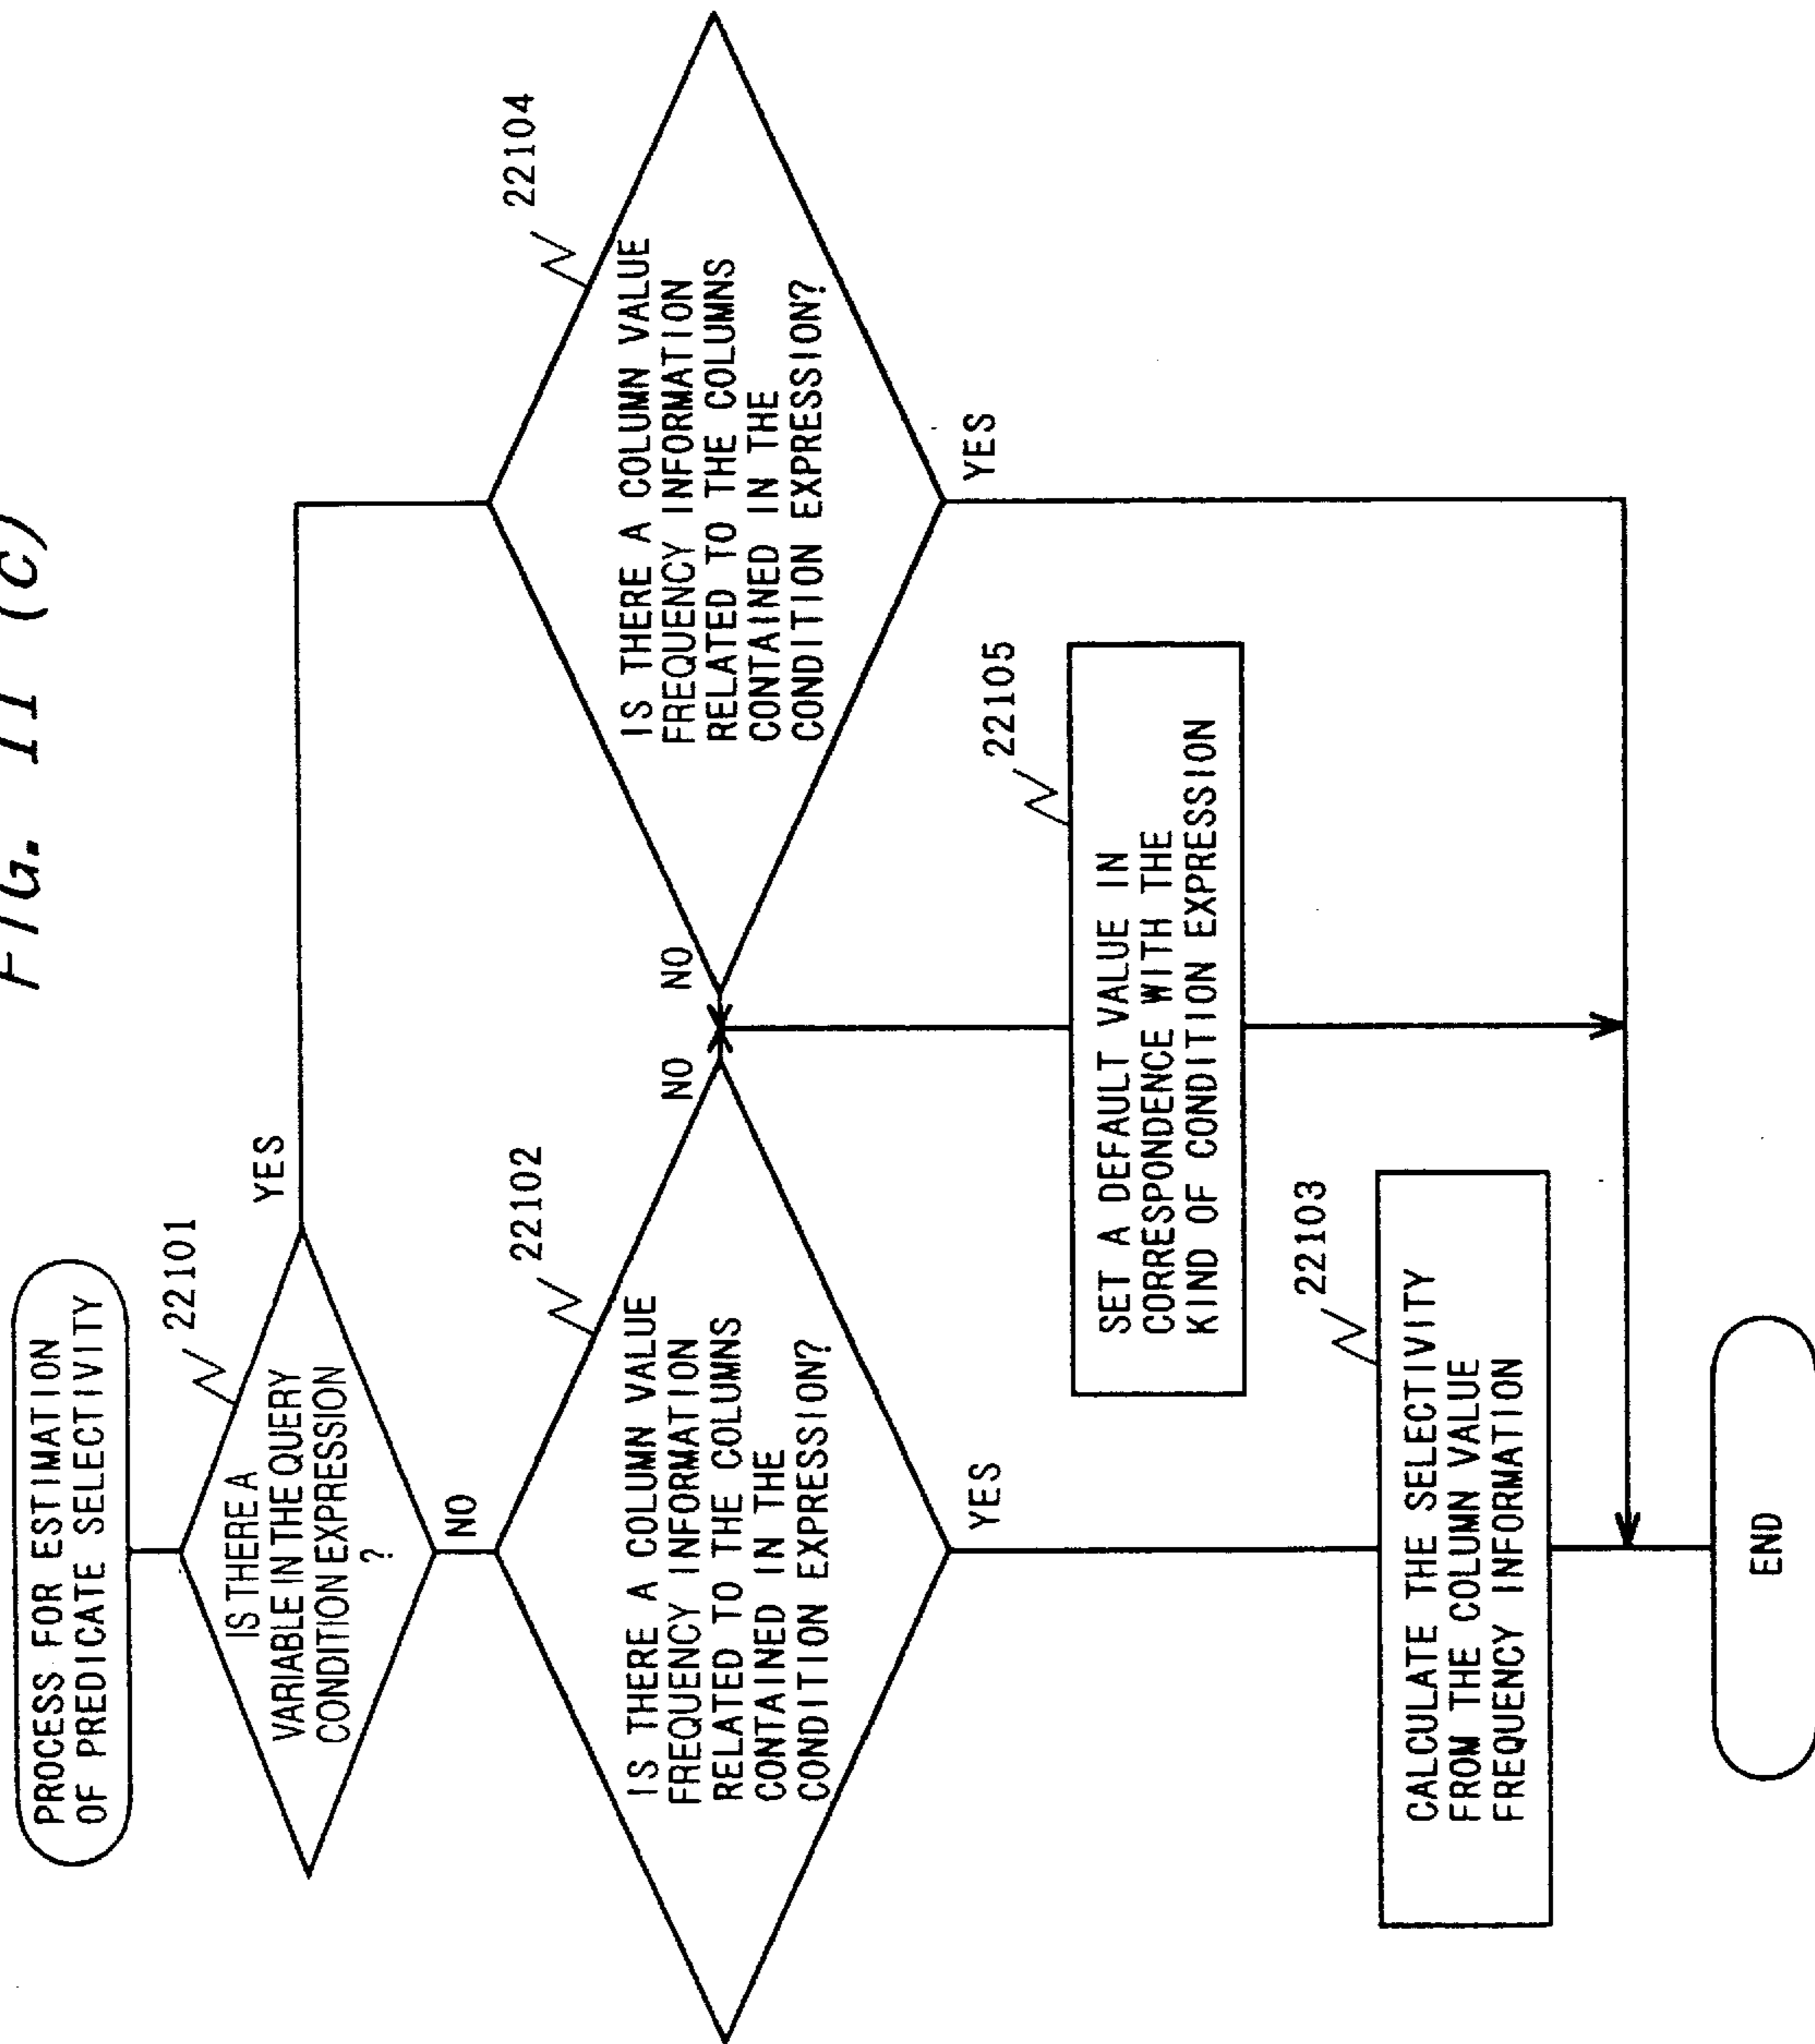 FIG. 11 (C)
PROCESS FOR ESTIMATION
OF PREDICATE SELECTIVITY
22101
IS THERE A
VARIABLE IN THE QUERY
CONDITION EXPRESSION
?
YES
NO
22102
IS THERE A COLUMN VALUE
FREQUENCY INFORMATION
RELATED TO THE COLUMNS
CONTAINED IN THE
CONDITION EXPRESSION?
NO
YES
22104
IS THERE A COLUMN VALUE
FREQUENCY INFORMATION
RELATED TO THE COLUMNS
CONTAINED IN THE
CONDITION EXPRESSION?
NO
YES
22105
SET A DEFAULT VALUE IN
CORRESPONDENCE WITH THE
KIND OF CONDITION EXPRESSION
22103
CALCULATE THE SELECTIVITY
FROM THE COLUMN VALUE
FREQUENCY INFORMATION
END